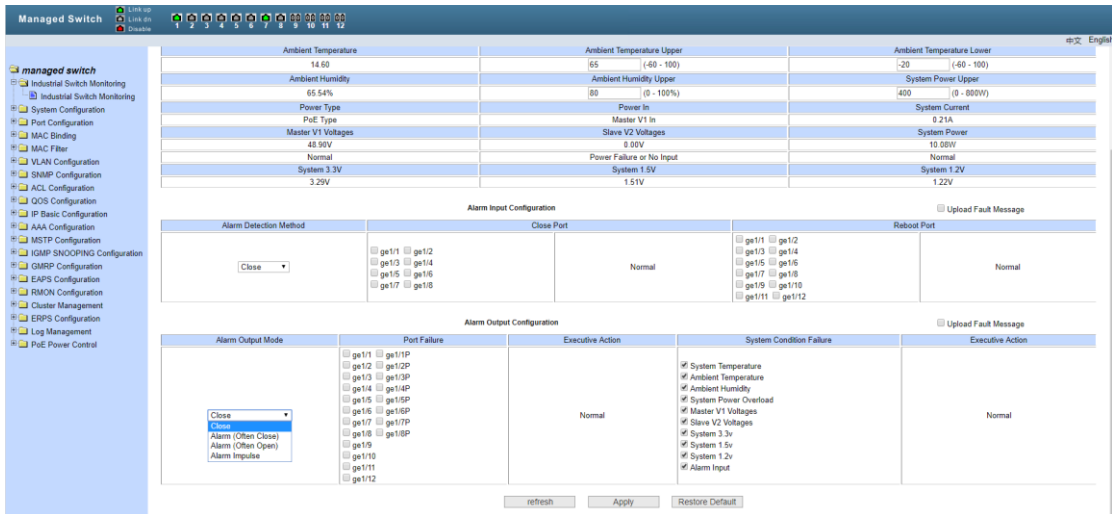 Managed Switch
Link up
Link dn
Disable
1 2 3 4 5 6 7 8 9 10 11 12
中文 English
managed switch
Industrial Switch Monitoring
Industrial Switch Monitoring
System Configuration
Port Configuration
MAC Binding
MAC Filter
VLAN Configuration
SNMP Configuration
ACL Configuration
QOS Configuration
IP Basic Configuration
AAA Configuration
MSTP Configuration
IGMP SNOOPING Configuration
GMRP Configuration
EAPS Configuration
RMON Configuration
Cluster Management
ERPS Configuration
Log Management
PoE Power Control
Ambient Temperature Ambient Temperature Upper Ambient Temperature Lower
14.60 65 (-60 - 100) -20 (-60 - 100)
Ambient Humidity Ambient Humidity Upper System Power Upper
65.54% 80 (0 - 100%) 400 (0 - 800W)
Power Type Power In System Current
PoE Type Master V1 In 0.21A
Master V1 Voltages Slave V2 Voltages System Power
48.90V 0.00V 10.08W
Normal Power Failure or No Input Normal
System 3.3V System 1.5V System 1.2V
3.29V 1.51V 1.22V
Alarm Input Configuration Upload Fault Message
Alarm Detection Method Close Port Reboot Port
Close
ge1/1 ge1/2
ge1/3 ge1/4
ge1/5 ge1/6
ge1/7 ge1/8
Normal
ge1/1 ge1/2
ge1/3 ge1/4
ge1/5 ge1/6
ge1/7 ge1/8
ge1/9 ge1/10
ge1/11 ge1/12
Normal
Alarm Output Configuration Upload Fault Message
Alarm Output Mode Port Failure Executive Action System Condition Failure Executive Action
Close
Close
Alarm (Often Close)
Alarm (Often Open)
Alarm Impulse
ge1/1 ge1/1P
ge1/2 ge1/2P
ge1/3 ge1/3P
ge1/4 ge1/4P
ge1/5 ge1/5P
ge1/6 ge1/6P
ge1/7 ge1/7P
ge1/8 ge1/8P
ge1/9
ge1/10
ge1/11
ge1/12
Normal
System Temperature
Ambient Temperature
Ambient Humidity
System Power Overload
Master V1 Voltages
Slave V2 Voltages
System 3.3v
System 1.5v
System 1.2v
Alarm Input
Normal
refresh Apply Restore Default